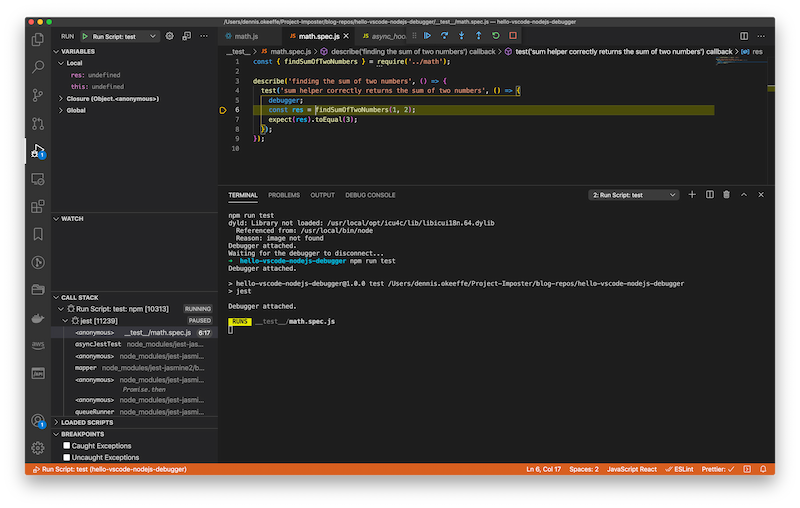 /Users/dennis.okeeffe/Project-Imposter/blog-repos/hello-vscode-nodejs-debugger/__test__/math.spec.js — hello-vscode-nodejs-debugger
RUN Run Script: test
math.js math.spec.js async_hoo
__test__ > math.spec.js > describe('finding the sum of two numbers') callback > test('sum helper correctly returns the sum of two numbers') callback > res
VARIABLES
Local
res: undefined
this: undefined
Closure (Object.<anonymous>)
Global
1 const { findSumOfTwoNumbers } = require('../math');
2
3 describe('finding the sum of two numbers', () => {
4 test('sum helper correctly returns the sum of two numbers', () => {
5 debugger;
6 const res = findSumOfTwoNumbers(1, 2);
7 expect(res).toEqual(3);
8 });
9 });
10
WATCH
CALL STACK
Run Script: test: npm [10313] RUNNING
jest [11239] PAUSED
<anonymous> __test__/math.spec.js 6:17
asyncJestTest node_modules/jest-jas...
<anonymous> node_modules/jest-jas...
mapper node_modules/jest-jasmine2/b...
<anonymous> node_modules/jest-jas...
Promise.then
<anonymous> node_modules/jest-jas...
queueRunner node_modules/jest-jas...
LOADED SCRIPTS
BREAKPOINTS
Caught Exceptions
Uncaught Exceptions
TERMINAL PROBLEMS OUTPUT DEBUG CONSOLE 2: Run Script: test
npm run test
dyld: Library not loaded: /usr/local/opt/icu4c/lib/libicui18n.64.dylib
Referenced from: /usr/local/bin/node
Reason: image not found
Debugger attached.
Waiting for the debugger to disconnect...
→ hello-vscode-nodejs-debugger npm run test
Debugger attached.
> hello-vscode-nodejs-debugger@1.0.0 test /Users/dennis.okeeffe/Project-Imposter/blog-repos/hello-vscode-nodejs-debugger
> jest
Debugger attached.
RUNS __test__/math.spec.js
Run Script: test (hello-vscode-nodejs-debugger)
Ln 6, Col 17 Spaces: 2 JavaScript React ESLint Prettier: ✓